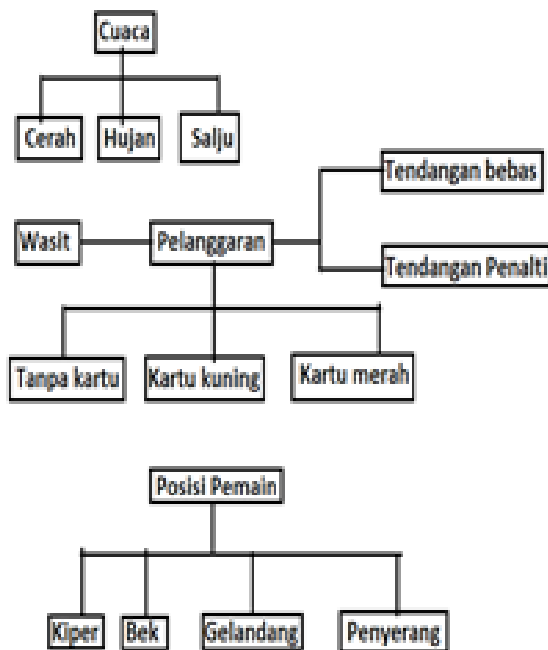 Cuaca
Cerah Hujan Salju
Tendangan bebas
Wasit Pelanggaran
Tendangan Penalti
Tanpa kartu Kartu kuning Kartu merah
Posisi Pemain
Kiper Bek Gelandang Penyerang